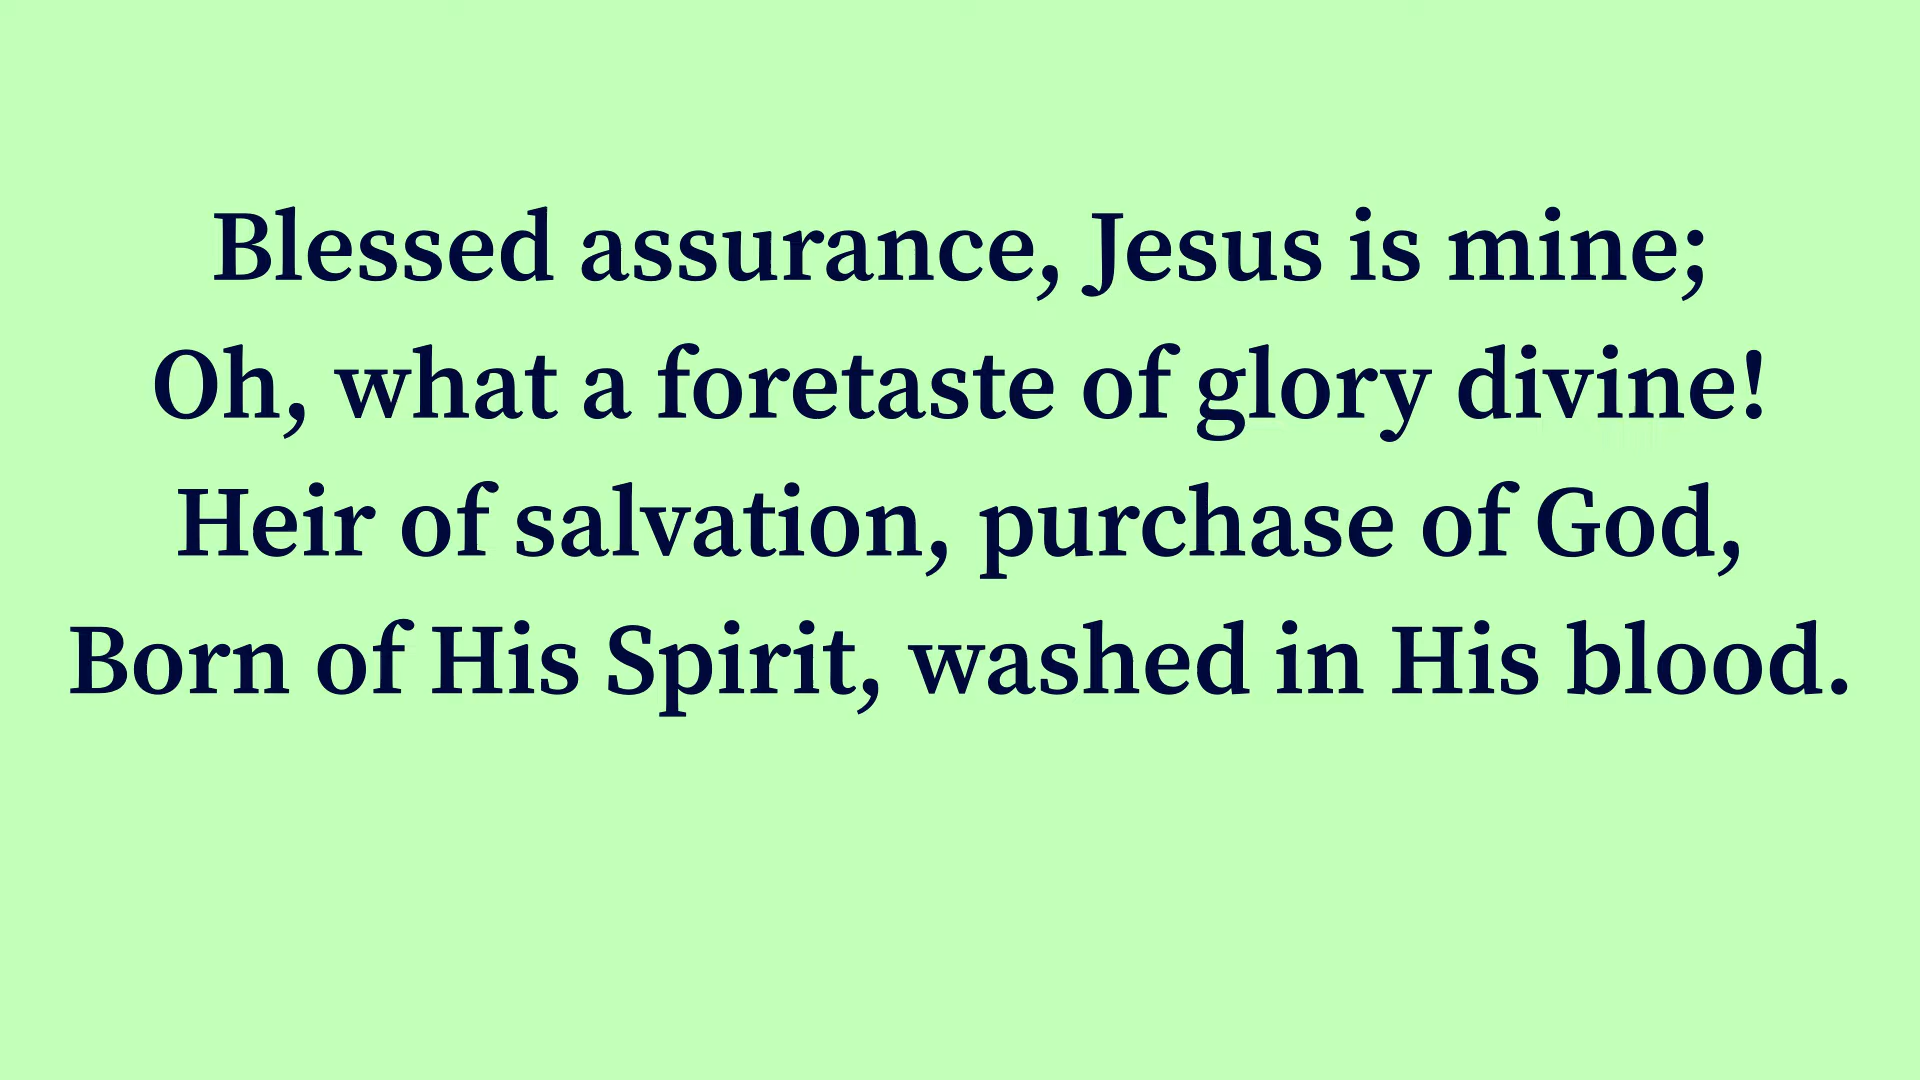 Blessed assurance, Jesus is mine;
Oh, what a foretaste of glory divine!
Heir of salvation, purchase of God,
Born of His Spirit, washed in His blood.